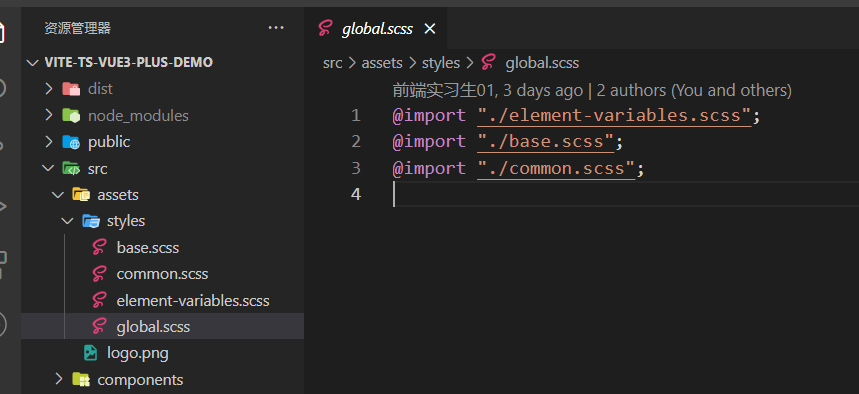 资源管理器
VITE-TS-VUE3-PLUS-DEMO
dist
node_modules
public
src
assets
styles
base.scss
common.scss
element-variables.scss
global.scss
logo.png
components
global.scss
src > assets > styles > global.scss
前端实习生01, 3 days ago | 2 authors (You and others)
1 @import "./element-variables.scss";
2 @import "./base.scss";
3 @import "./common.scss";
4